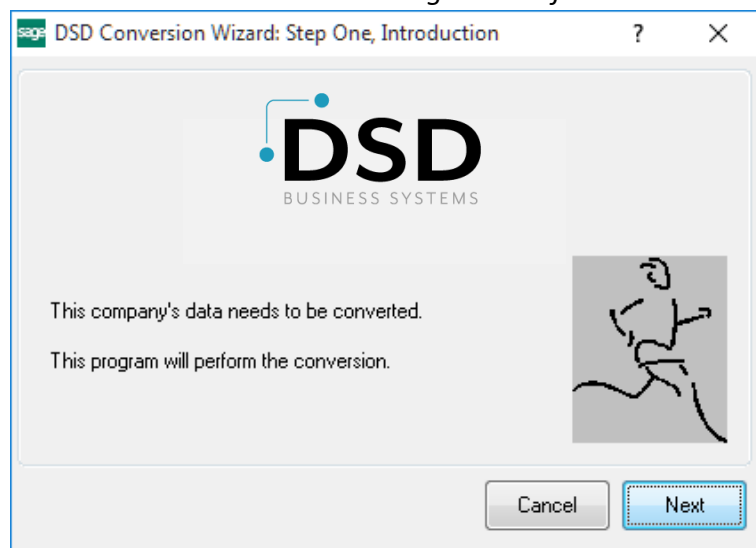 sage DSD Conversion Wizard: Step One, Introduction ? ×
DSD
BUSINESS SYSTEMS
This company's data needs to be converted.
This program will perform the conversion.
Cancel Next